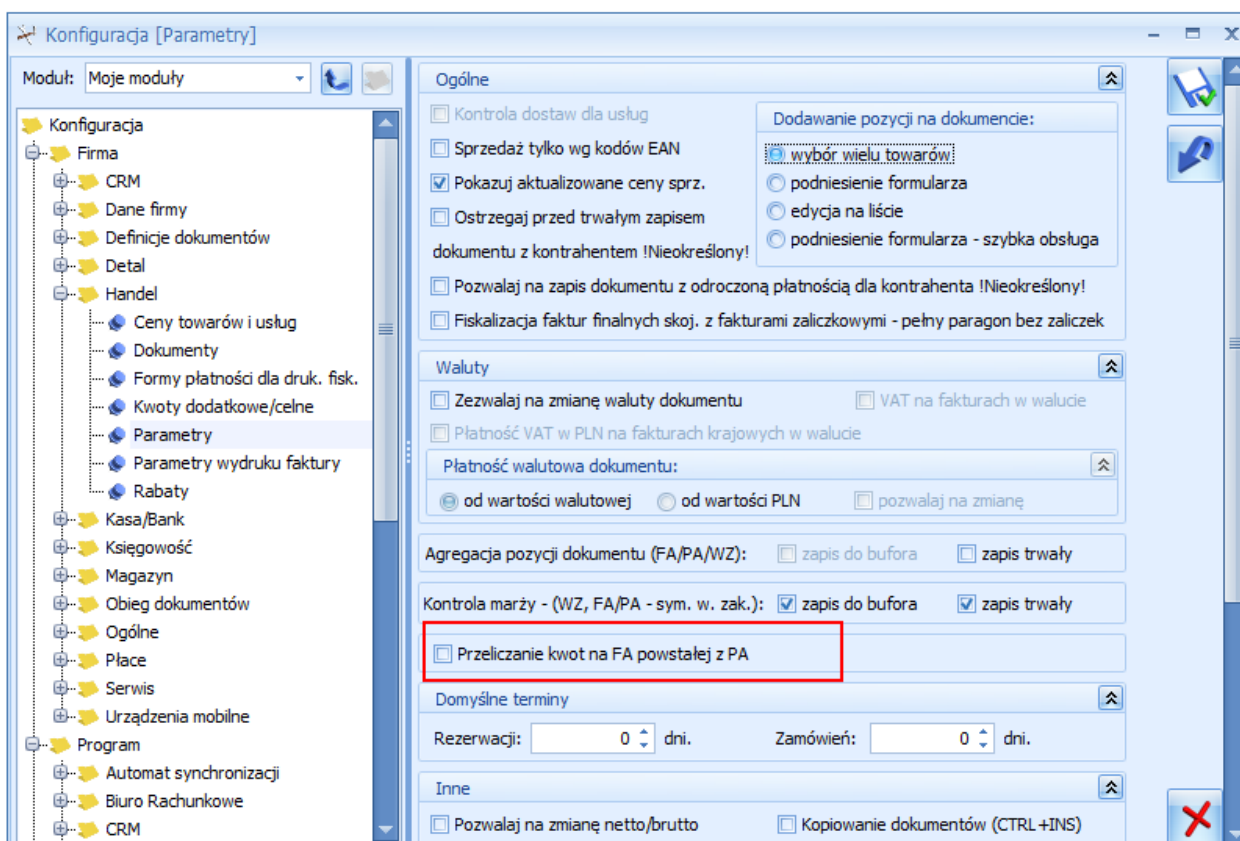 Konfiguracja [Parametry]
Moduł: Moje moduły
Konfiguracja
Firma
CRM
Dane firmy
Definicje dokumentów
Detal
Handel
Ceny towarów i usług
Dokumenty
Formy płatności dla druk. fisk.
Kwoty dodatkowe/celne
Parametry
Parametry wydruku faktury
Rabaty
Kasa/Bank
Księgowość
Magazyn
Obieg dokumentów
Ogólne
Płace
Serwis
Urządzenia mobilne
Program
Automat synchronizacji
Biuro Rachunkowe
CRM
Ogólne
Kontrola dostaw dla usług
Sprzedaż tylko wg kodów EAN
Pokazuj aktualizowane ceny sprz.
Ostrzegaj przed trwałym zapisem
dokumentu z kontrahentem !Nieokreślony!
Dodawanie pozycji na dokumencie:
wybór wielu towarów
podniesienie formularza
edycja na liście
podniesienie formularza - szybka obsługa
Pozwalaj na zapis dokumentu z odroczoną płatnością dla kontrahenta !Nieokreślony!
Fiskalizacja faktur finalnych skoj. z fakturami zaliczkowymi - pełny paragon bez zaliczek
Waluty
Zezwalaj na zmianę waluty dokumentu VAT na fakturach w walucie
Płatność VAT w PLN na fakturach krajowych w walucie
Płatność walutowa dokumentu:
od wartości walutowej od wartości PLN pozwalaj na zmianę
Agregacja pozycji dokumentu (FA/PA/WZ): zapis do bufora zapis trwały
Kontrola marży - (WZ, FA/PA - sym. w. zak.): zapis do bufora zapis trwały
Przeliczanie kwot na FA powstałej z PA
Domyślne terminy
Rezerwacji: 0 dni. Zamówień: 0 dni.
Inne
Pozwalaj na zmianę netto/brutto Kopiowanie dokumentów (CTRL+INS)